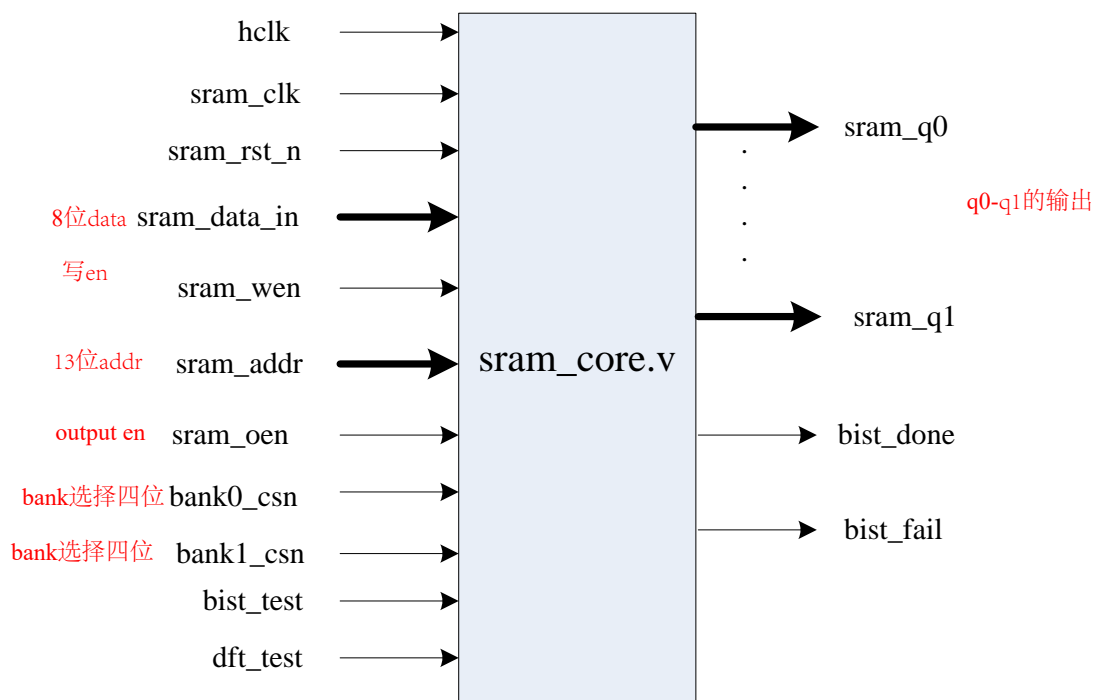 hclk
sram_clk
sram_rst_n
8位data sram_data_in
写en
sram_wen
13位addr sram_addr
output en sram_oen
bank选择四位 bank0_csn
bank选择四位 bank1_csn
bist_test
dft_test
sram_core.v
sram_q0
q0-q1的输出
sram_q1
bist_done
bist_fail